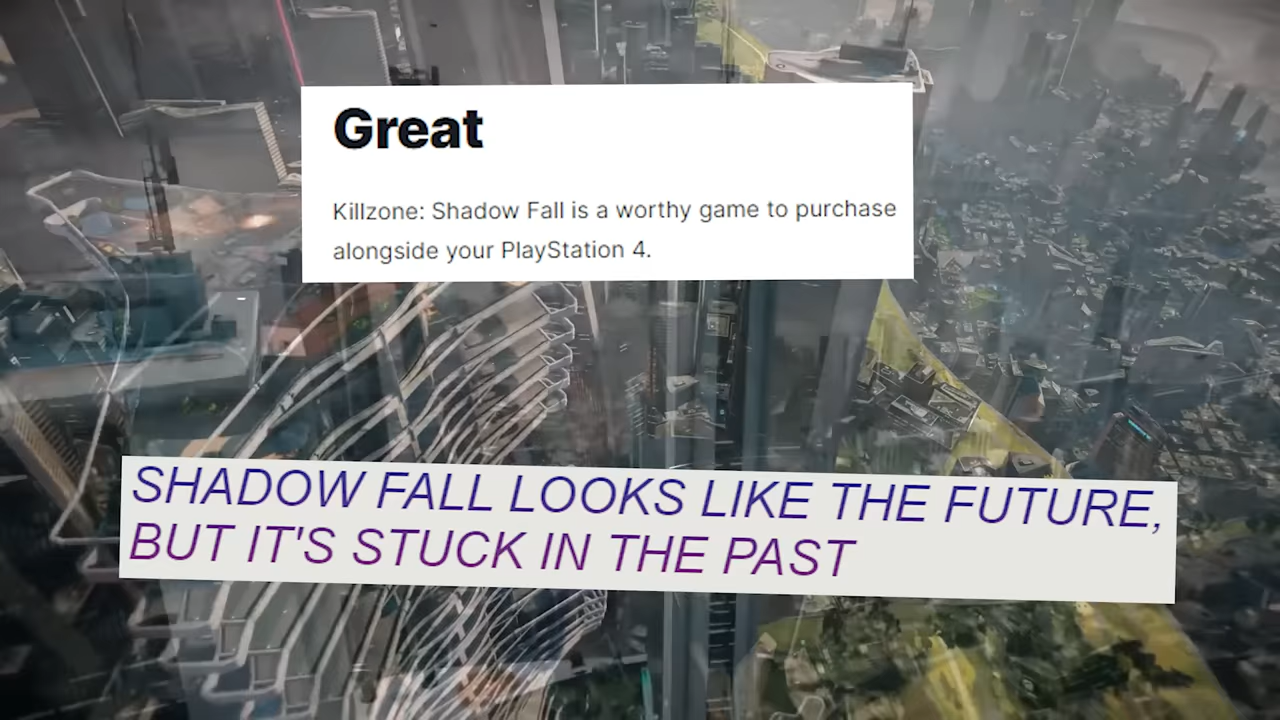 Great
Killzone: Shadow Fall is a worthy game to purchase
alongside your PlayStation 4.
SHADOW FALL LOOKS LIKE THE FUTURE,
BUT IT'S STUCK IN THE PAST